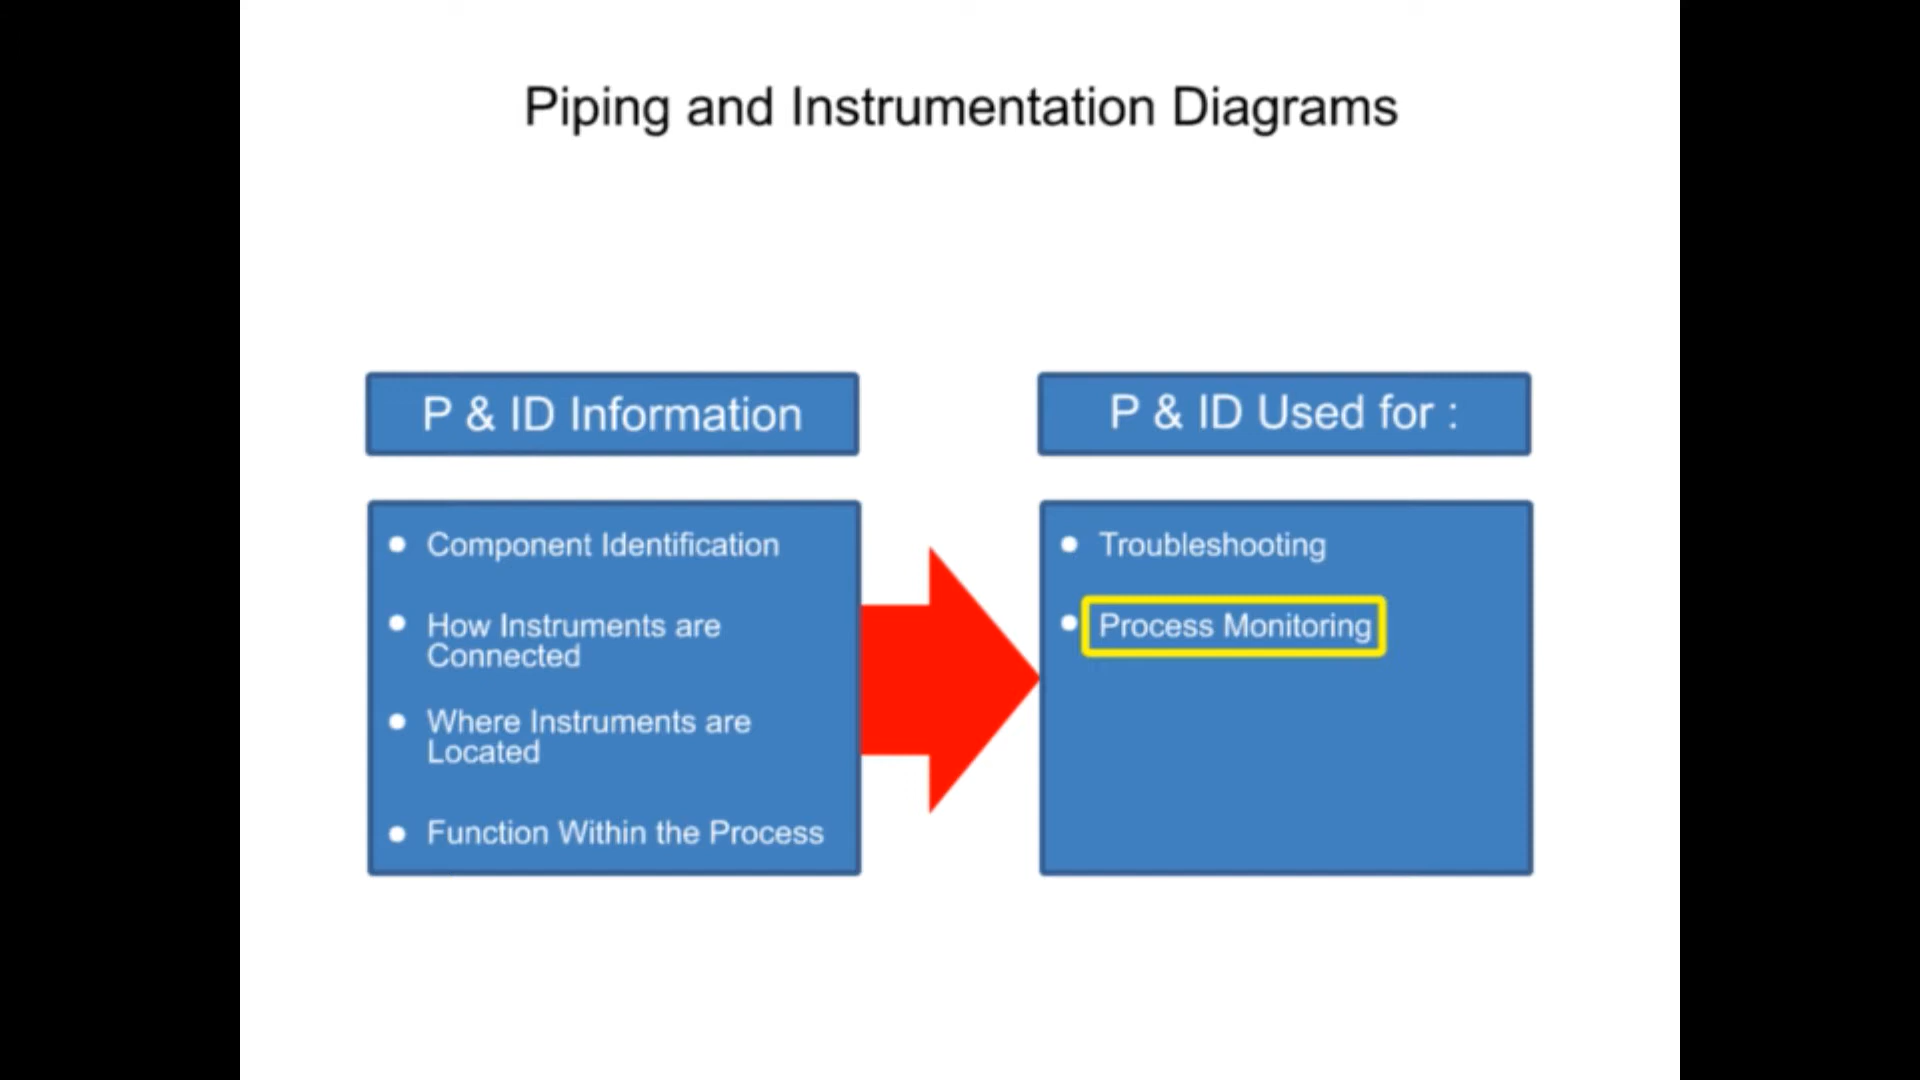 Piping and Instrumentation Diagrams
P & ID Information
Component Identification
How Instruments are
Connected
Where Instruments are
Located
Function Within the Process
P & ID Used for :
Troubleshooting
Process Monitoring